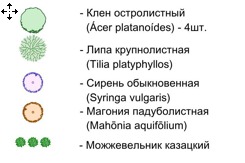 - Клен остролистный
(Ácer platanoídes) - 4шт.
- Липа крупнолистная
(Tilia platyphyllos)
- Сирень обыкновенная
(Syringa vulgaris)
- Магония падуболистная
(Mahōnia aquifōlium)
- Можжевельник казацкий